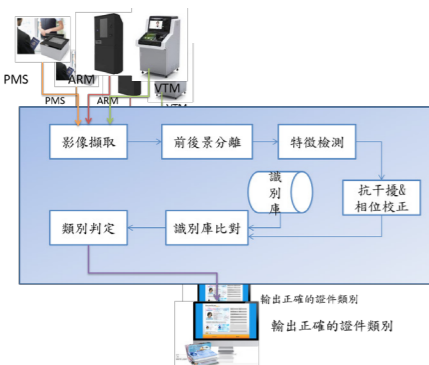 PMS
ARM
VTM
PMS
ARM
VTM
影像擷取
前後景分離
特徵檢測
識別庫
抗干擾&
相位校正
類別判定
識別庫比對
輸出正確的證件類別
輸出正確的證件類別